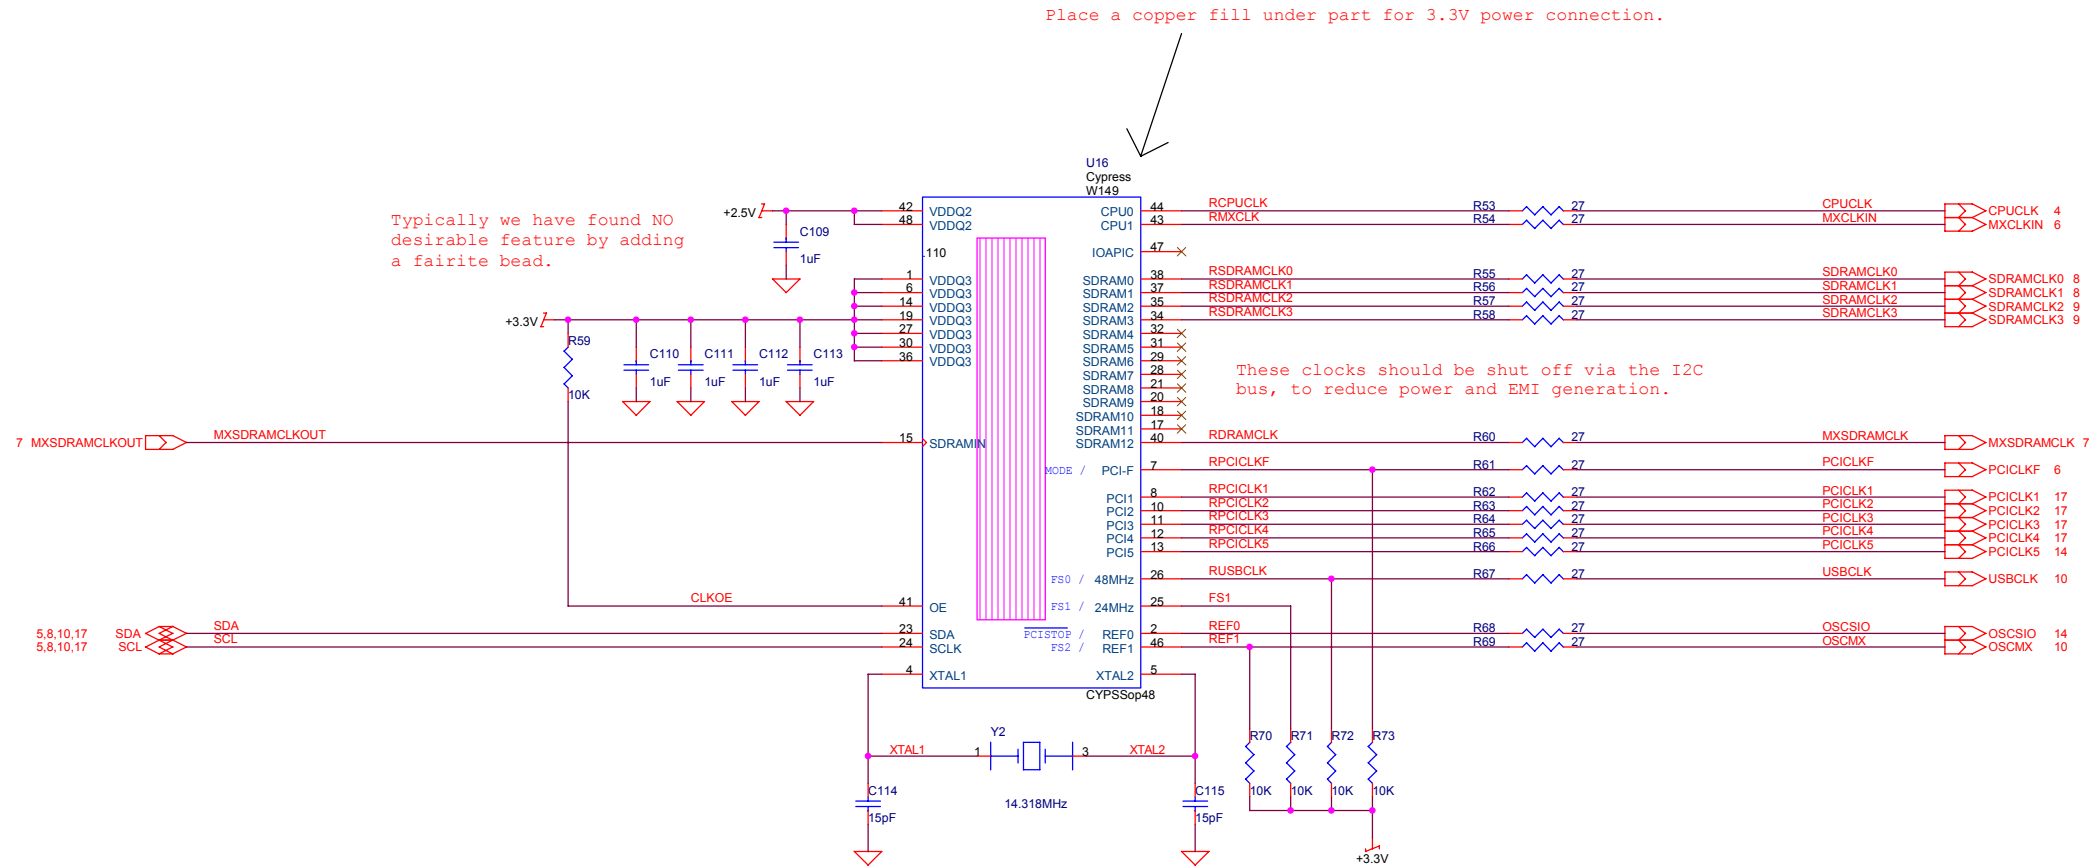 Place a copper fill under part for 3.3V power connection.
U16
Cypress
W149
Typically we have found NO
desirable feature by adding
a fairite bead.
+2.5V
C109
1uF
+3.3V
R59
10K
C110
1uF
C111
1uF
C112
1uF
C113
1uF
42 VDDQ2
48 VDDQ2
.110
1 VDDQ3
6 VDDQ3
14 VDDQ3
19 VDDQ3
27 VDDQ3
30 VDDQ3
36 VDDQ3
7 MXSDRAMCLKOUT MXSDRAMCLKOUT 15 SDRAMIN
CLKOE 41 OE
5,8,10,17 SDA SDA 23 SDA
5,8,10,17 SCL SCL 24 SCLK
4 XTAL1
CPU0 44 RCPUCLK R53 27 CPUCLK CPUCLK 4
CPU1 43 RMXCLK R54 27 MXCLKIN MXCLKIN 6
IOAPIC 47
SDRAM0 38 RSDRAMCLK0 R55 27 SDRAMCLK0 SDRAMCLK0 8
SDRAM1 37 RSDRAMCLK1 R56 27 SDRAMCLK1 SDRAMCLK1 8
SDRAM2 35 RSDRAMCLK2 R57 27 SDRAMCLK2 SDRAMCLK2 9
SDRAM3 34 RSDRAMCLK3 R58 27 SDRAMCLK3 SDRAMCLK3 9
SDRAM4 32
SDRAM5 31
SDRAM6 29
SDRAM7 28
SDRAM8 21
SDRAM9 20
SDRAM10 18
SDRAM11 17
These clocks should be shut off via the I2C
bus, to reduce power and EMI generation.
SDRAM12 40 RDRAMCLK R60 27 MXSDRAMCLK MXSDRAMCLK 7
MODE / PCI-F 7 RPCICLKF R61 27 PCICLKF PCICLKF 6
PCI1 8 RPCICLK1 R62 27 PCICLK1 PCICLK1 17
PCI2 10 RPCICLK2 R63 27 PCICLK2 PCICLK2 17
PCI3 11 RPCICLK3 R64 27 PCICLK3 PCICLK3 17
PCI4 12 RPCICLK4 R65 27 PCICLK4 PCICLK4 17
PCI5 13 RPCICLK5 R66 27 PCICLK5 PCICLK5 14
FS0 / 48MHz 26 RUSBCLK R67 27 USBCLK USBCLK 10
FS1 / 24MHz 25 FS1
PCISTOP / REF0 2 REF0 R68 27 OSCSIO OSCSIO 14
FS2 / REF1 46 REF1 R69 27 OSCMX OSCMX 10
XTAL2 5
CYPSSop48
XTAL1 1 Y2 3 XTAL2
14.318MHz
C114
15pF
C115
15pF
R70
10K
R71
10K
R72
10K
R73
10K
+3.3V